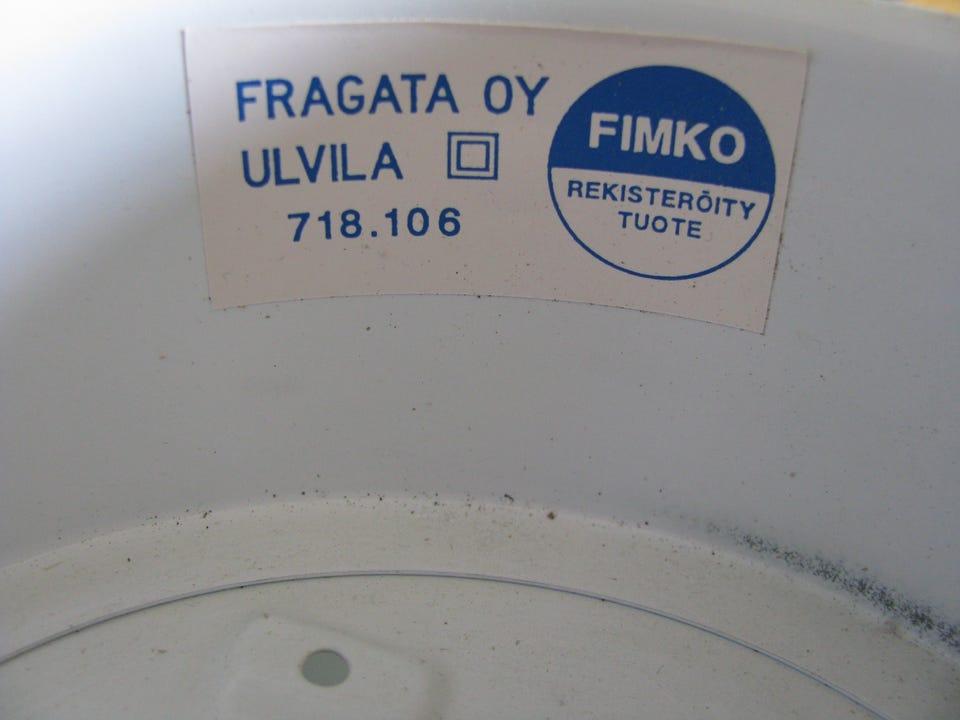 FRAGATA OY
ULVILA
718.106
FIMKO
REKISTERÖITY
TUOTE